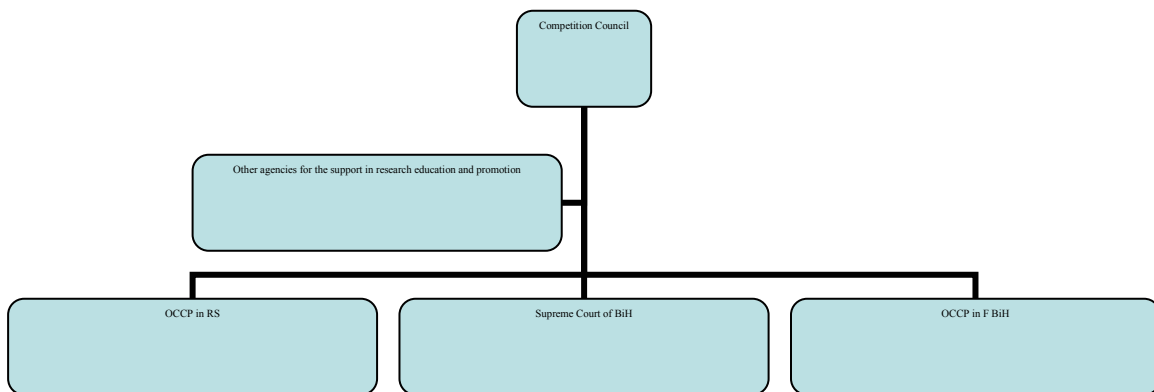 Competition Council
Other agencies for the support in research education and promotion
OCCP in RS
Supreme Court of BiH
OCCP in F BiH